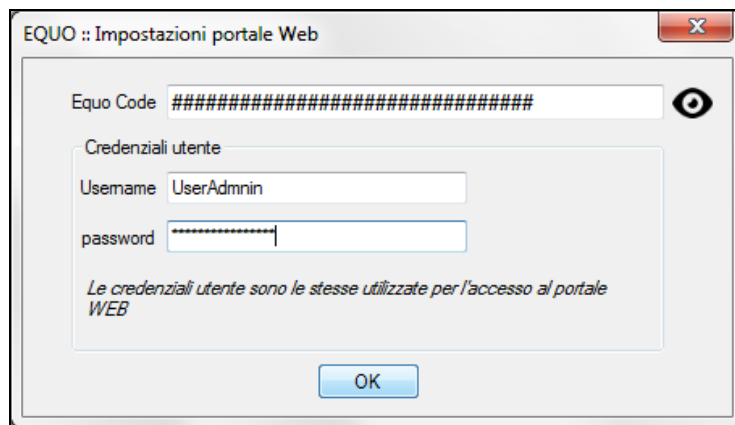 EQUO :: Impostazioni portale Web
Equo Code ################################
Credenziali utente
Username UserAdmnin
password ****************
Le credenziali utente sono le stesse utilizzate per l'accesso al portale
WEB
OK